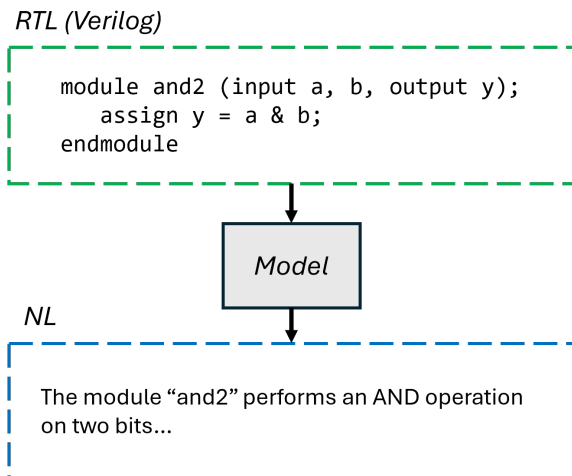 RTL (Verilog)
module and2 (input a, b, output y);
assign y = a & b;
endmodule
Model
NL
The module “and2” performs an AND operation
on two bits...